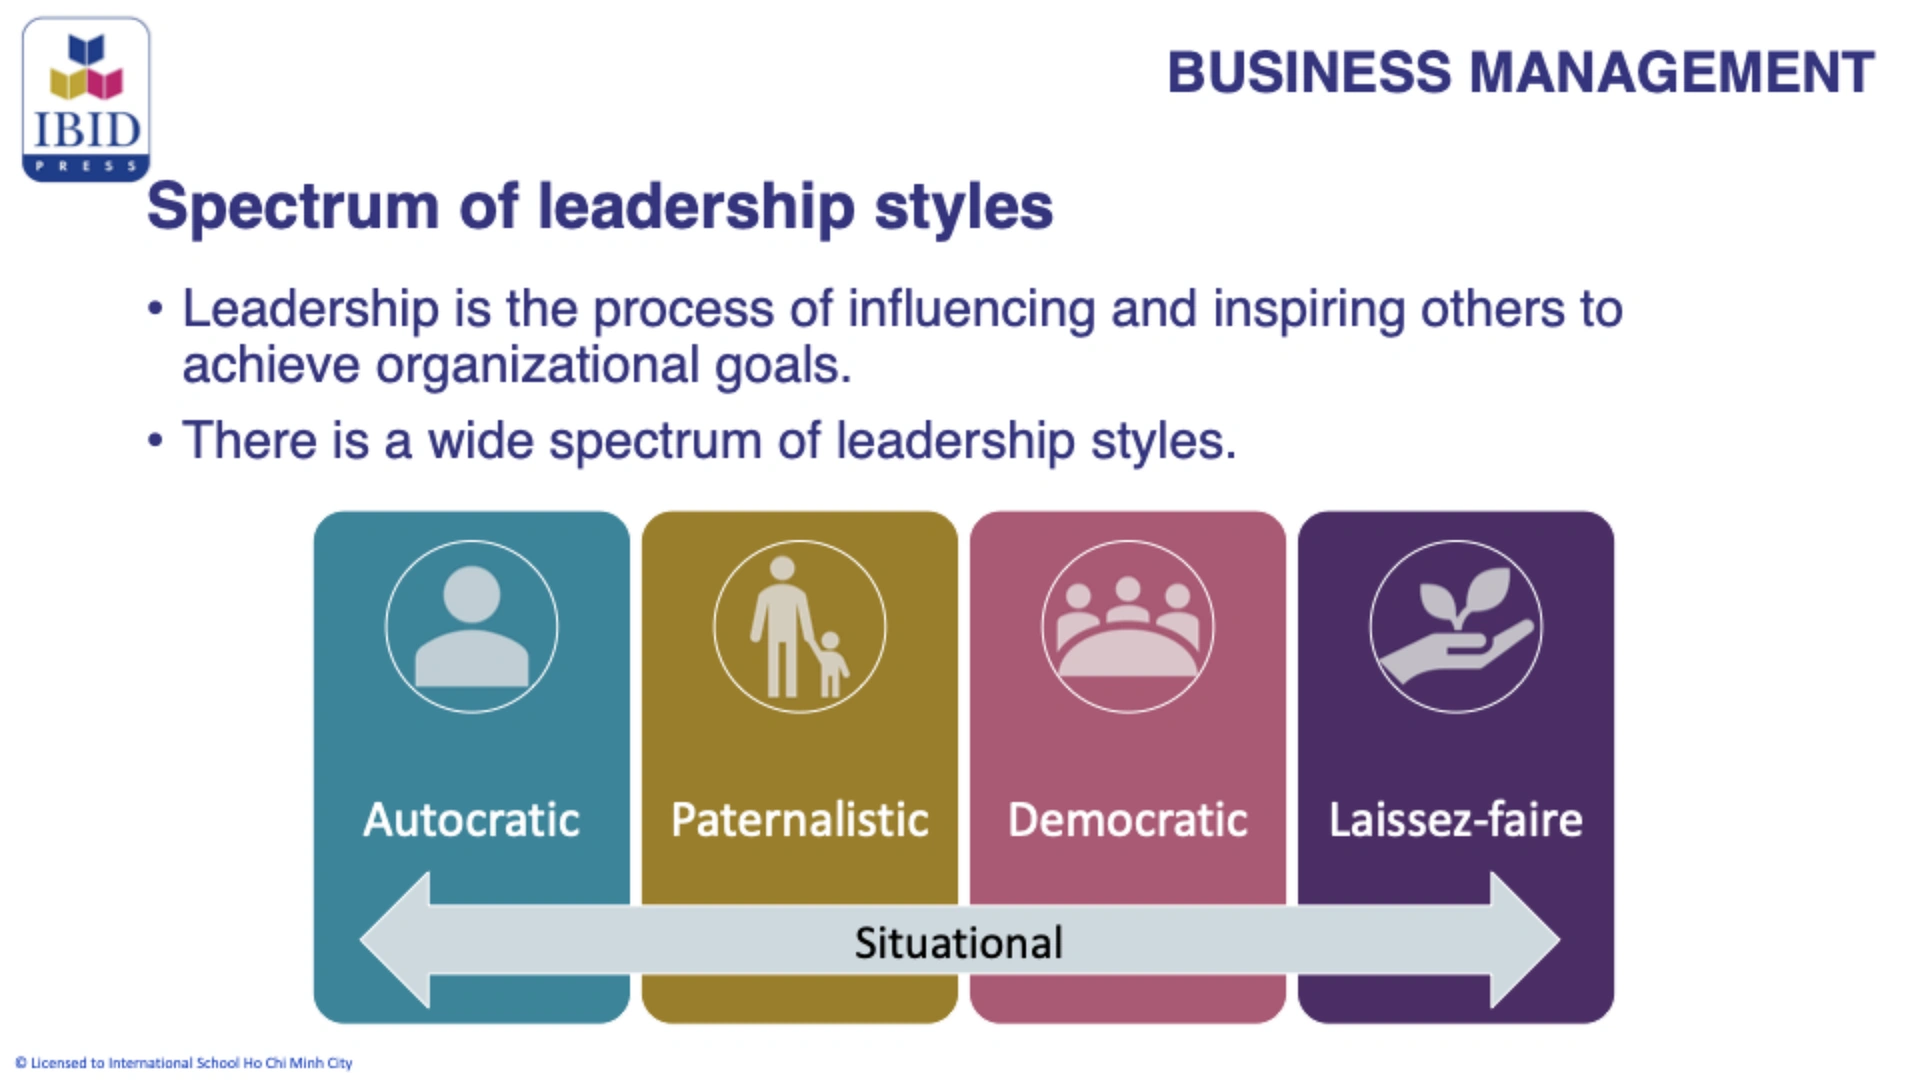 IBID
PRESS
BUSINESS MANAGEMENT
Spectrum of leadership styles
• Leadership is the process of influencing and inspiring others to
achieve organizational goals.
• There is a wide spectrum of leadership styles.
Autocratic
Paternalistic
Democratic
Laissez-faire
Situational
© Licensed to International School Ho Chi Minh City